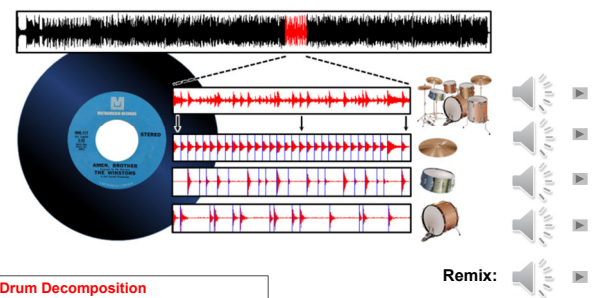 STEREO
AMEN, BROTHER
THE WINSTONS
Remix:
Drum Decomposition